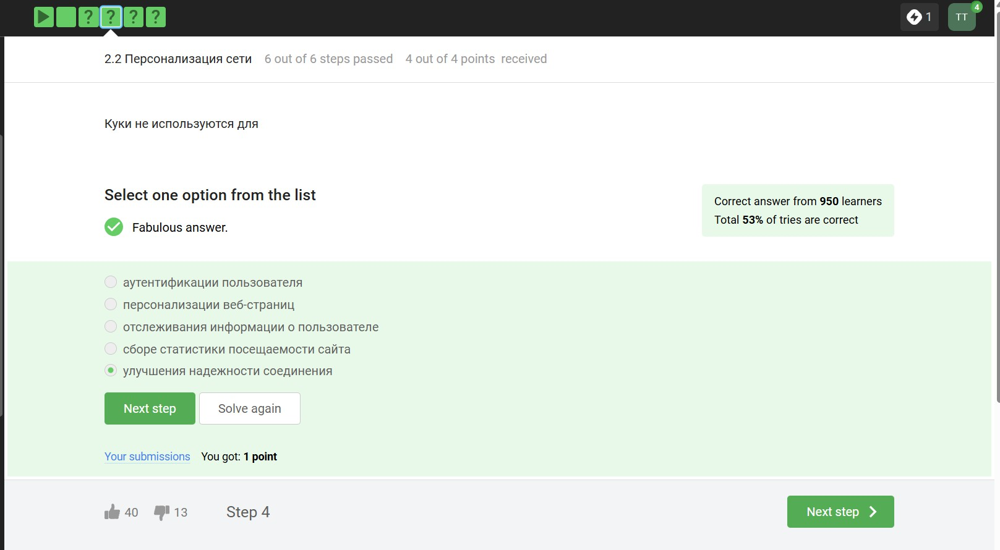 ? ? ? ?
1
TT
4
2.2 Персонализация сети 6 out of 6 steps passed 4 out of 4 points received
Куки не используются для
Select one option from the list
Fabulous answer.
Correct answer from 950 learners
Total 53% of tries are correct
аутентификации пользователя
персонализации веб-страниц
отслеживания информации о пользователе
сборе статистики посещаемости сайта
улучшения надежности соединения
Next step Solve again
Your submissions You got: 1 point
40 13 Step 4 Next step